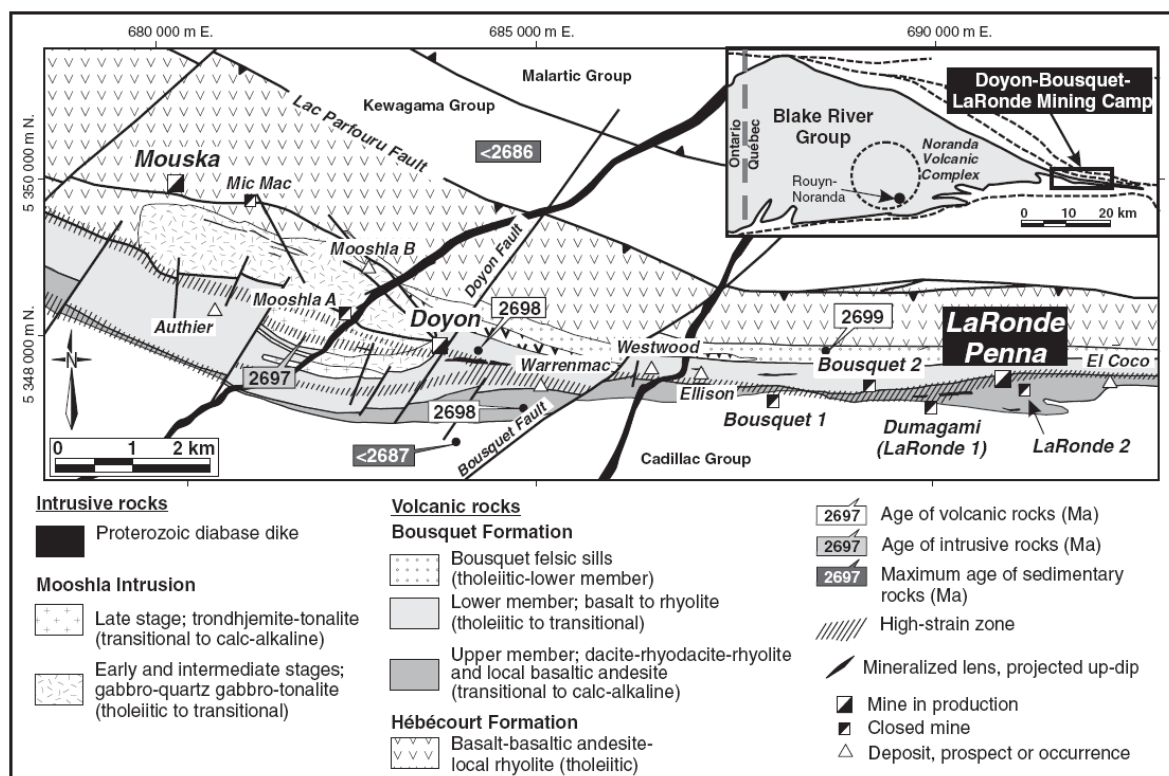 680 000 m E.
685 000 m E.
690 000 m E.
5 350 000 m N.
5 348 000 m N.
Malartic Group
Kewagama Group
Lac Parfouru Fault
<2686
Mouska
Mic Mac
Mooshla B
Mooshla A
Doyon Fault
Doyon
2698
Authier
2697
Warrenmac
Westwood
2698
<2687
Bousquet Fault
Ellison
2699
Bousquet 2
Bousquet 1
LaRonde
Penna
El Coco
Dumagami
(LaRonde 1)
LaRonde 2
Cadillac Group
N
0 1 2 km
Ontario
Québec
Blake River
Group
Noranda
Volcanic
Complex
Rouyn-
Noranda
Doyon-Bousquet-
LaRonde Mining Camp
0 10 20 km
Intrusive rocks
Proterozoic diabase dike
Mooshla Intrusion
Late stage; trondhjemite-tonalite
(transitional to calc-alkaline)
Early and intermediate stages;
gabbro-quartz gabbro-tonalite
(tholeiitic to transitional)
Volcanic rocks
Bousquet Formation
Bousquet felsic sills
(tholeiitic-lower member)
Lower member; basalt to rhyolite
(tholeiitic to transitional)
Upper member; dacite-rhyodacite-rhyolite
and local basaltic andesite
(transitional to calc-alkaline)
Hébécourt Formation
Basalt-basaltic andesite-
local rhyolite (tholeiitic)
2697 Age of volcanic rocks (Ma)
2697 Age of intrusive rocks (Ma)
2697 Maximum age of sedimentary
rocks (Ma)
High-strain zone
Mineralized lens, projected up-dip
Mine in production
Closed mine
Deposit, prospect or occurrence